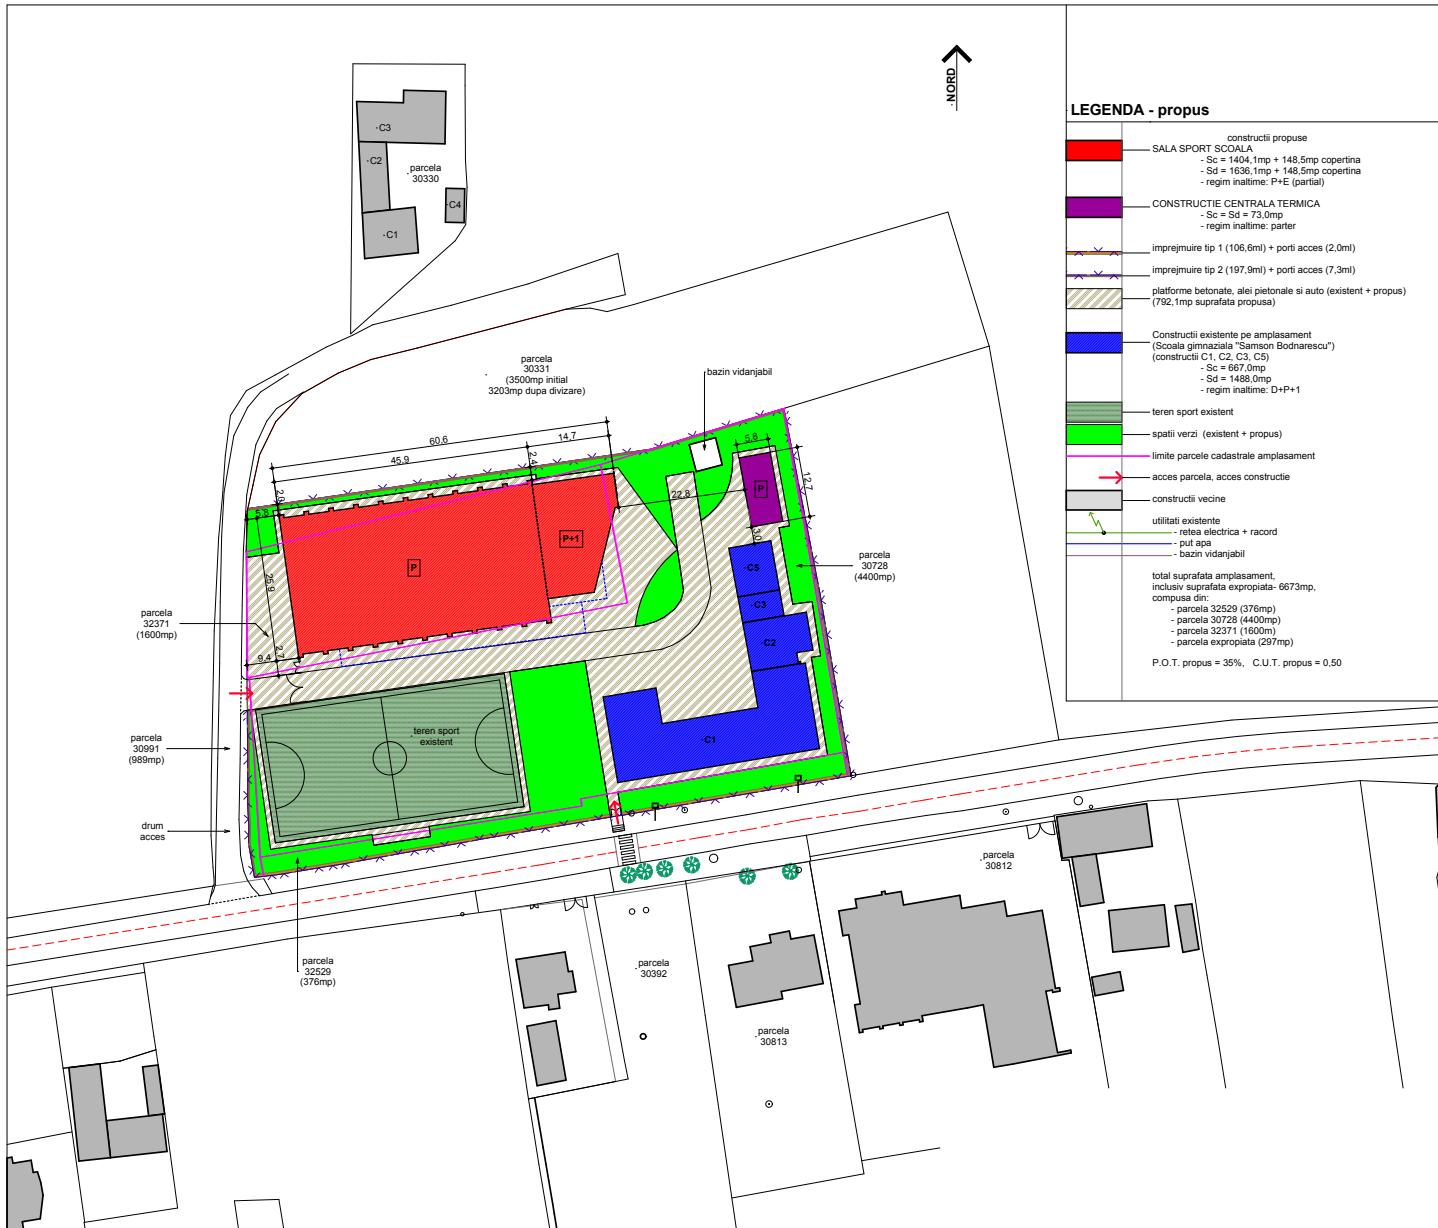 NORD
LEGENDA - propus
constructii propuse
SALA SPORT SCOALA
- Sc = 1404,1mp + 148,5mp copertina
- Sd = 1636,1mp + 148,5mp copertina
- regim inaltime: P+E (partial)
CONSTRUCTIE CENTRALA TERMICA
- Sc = Sd = 73,0mp
- regim inaltime: parter
imprejmuire tip 1 (106,6ml) + porti acces (2,0ml)
imprejmuire tip 2 (197,9ml) + porti acces (7,3ml)
platforme betonate, alei pietonale si auto (existent + propus)
(792,1mp suprafata propusa)
Constructii existente pe amplasament
(Scoala gimnaziala "Samson Bodnarescu")
(constructii C1, C2, C3, C5)
- Sc = 667,0mp
- Sd = 1488,0mp
- regim inaltime: D+P+1
teren sport existent
spatii verzi (existent + propus)
limite parcele cadastrale amplasament
acces parcela, acces constructie
constructii vecine
utilitati existente
- retea electrica + racord
- put apa
- bazin vidanjabil
total suprafata amplasament,
inclusiv suprafata expropiata- 6673mp,
compusa din:
- parcela 32529 (376mp)
- parcela 30728 (4400mp)
- parcela 32371 (1600m)
- parcela expropiata (297mp)
P.O.T. propus = 35%, C.U.T. propus = 0,50
C3
C2
parcela
30330
C4
C1
parcela
30331
(3500mp initial
3203mp dupa divizare)
bazin vidanjabil
60,6
14,7
45,9
2,4
5,8
12,7
2,0
5,8
22,8
P
3,0
P+1
P
C5
C3
C2
C1
25,9
9,4
2,7
parcela
30728
(4400mp)
parcela
32371
(1600mp)
teren sport
existent
parcela
30991
(989mp)
drum
acces
parcela
32529
(376mp)
parcela
30812
parcela
30392
parcela
30813